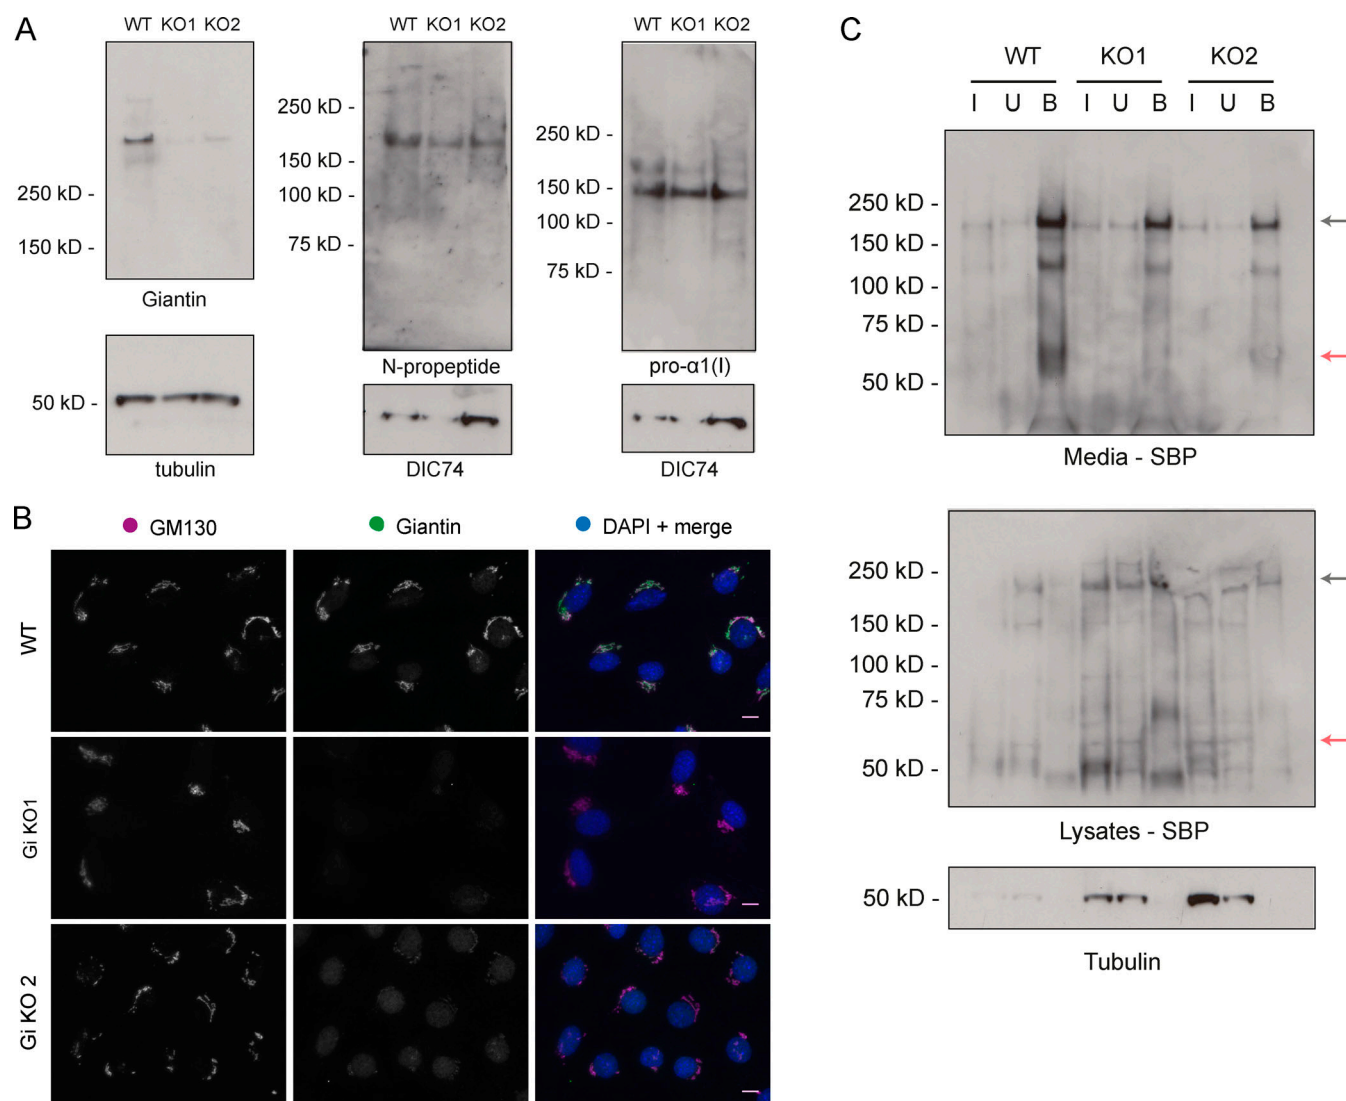 A
WT KO1 KO2
250 kD -
150 kD -
Giantin
50 kD -
tubulin
WT KO1 KO2
250 kD -
150 kD -
100 kD -
75 kD -
N-propeptide
DIC74
WT KO1 KO2
250 kD -
150 kD -
100 kD -
75 kD -
pro-α1(I)
DIC74
B
GM130
Giantin
DAPI + merge
WT
Gi KO1
Gi KO 2
C
WT KO1 KO2
I U B I U B I U B
250 kD -
150 kD -
100 kD -
75 kD -
50 kD -
Media - SBP
250 kD -
150 kD -
100 kD -
75 kD -
50 kD -
Lysates - SBP
50 kD -
Tubulin